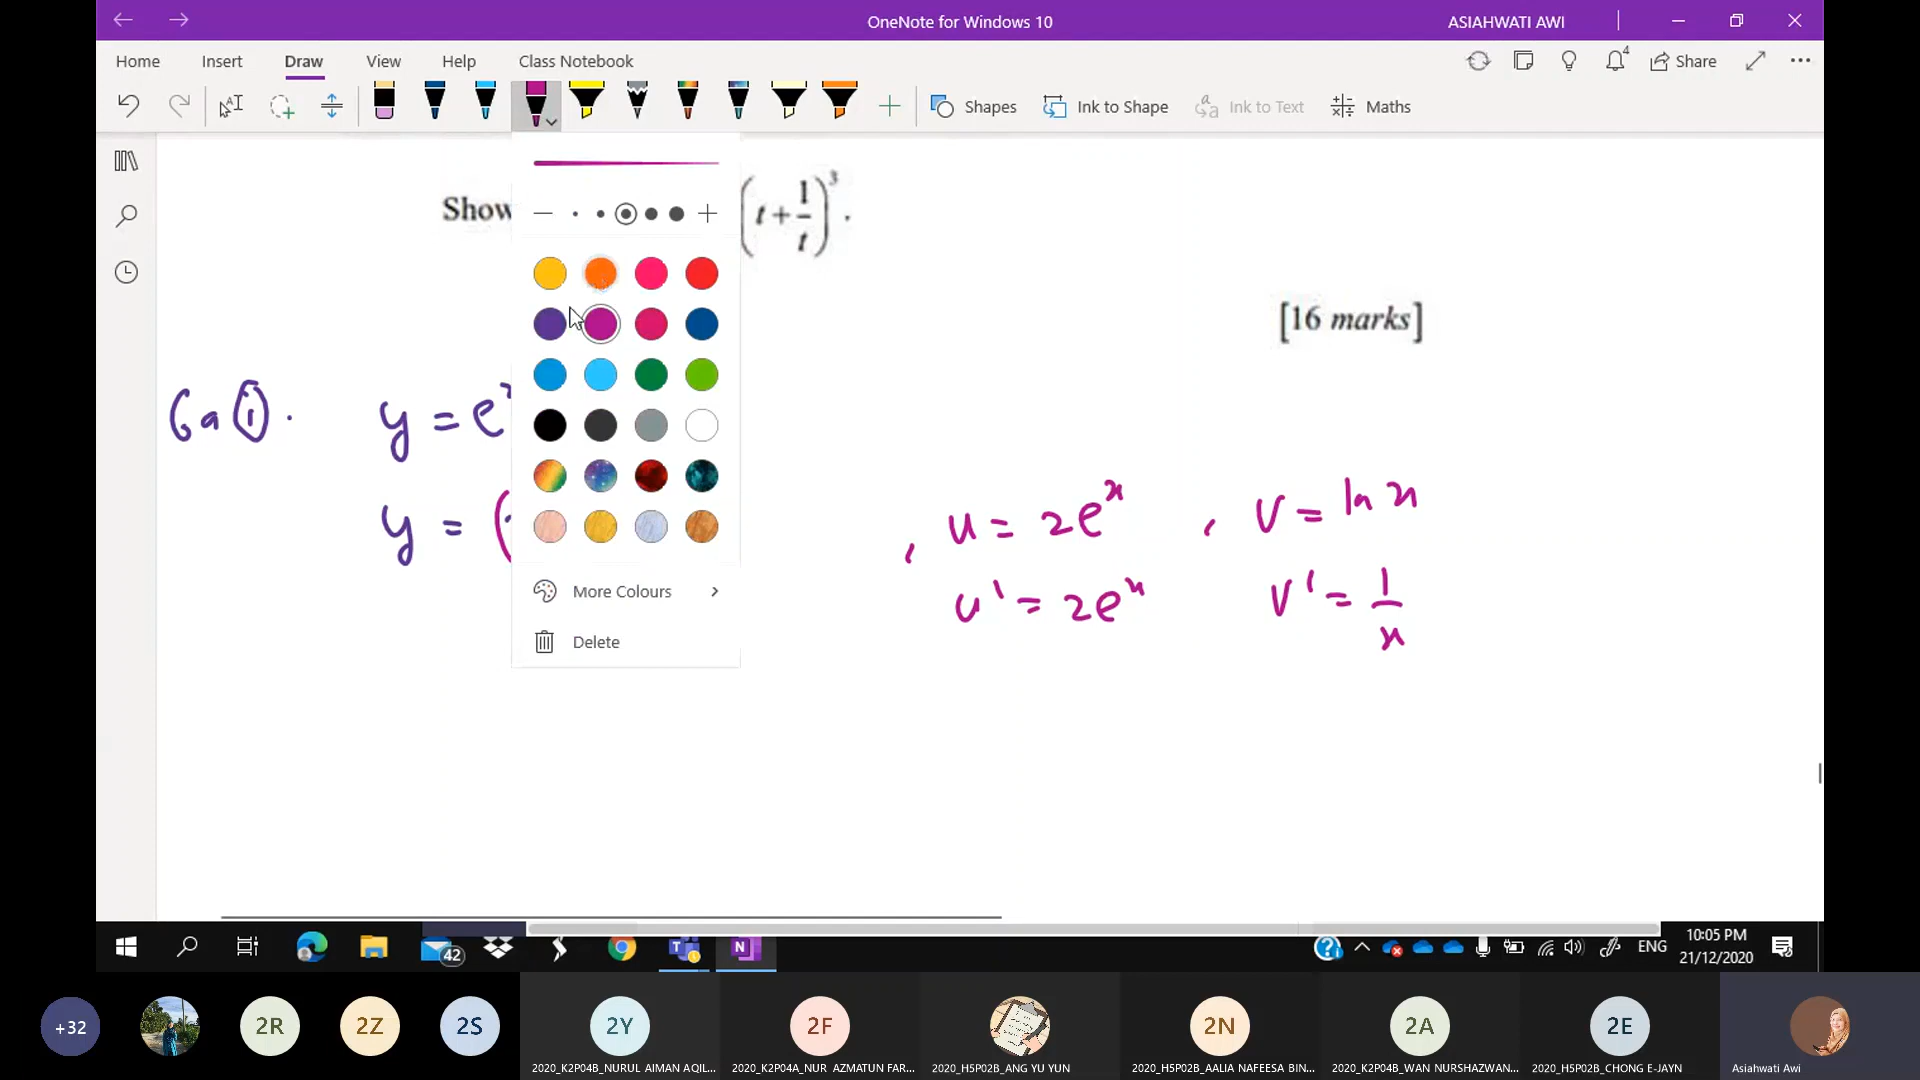 OneNote for Windows 10
ASIAHWATI AWI
Home Insert Draw View Help Class Notebook
4
Share
Shapes Ink to Shape Ink to Text Maths
Show
(t + 1/t)³.
[16 marks]
6a(i). y = e
y = (
, u = 2eˣ , v = ln x
u' = 2eˣ v' = 1/x
More Colours
Delete
42
ENG
10:05 PM
21/12/2020
+32 2R 2Z 2S 2Y 2F 2N 2A 2E
2020_K2P04B_NURUL AIMAN AQIL... 2020_K2P04A_NUR AZMATUN FAR... 2020_H5P02B_ANG YU YUN 2020_H5P02B_AALIA NAFEESA BIN... 2020_K2P04B_WAN NURSHAZWAN... 2020_H5P02B_CHONG E-JAYN Asiahwati Awi